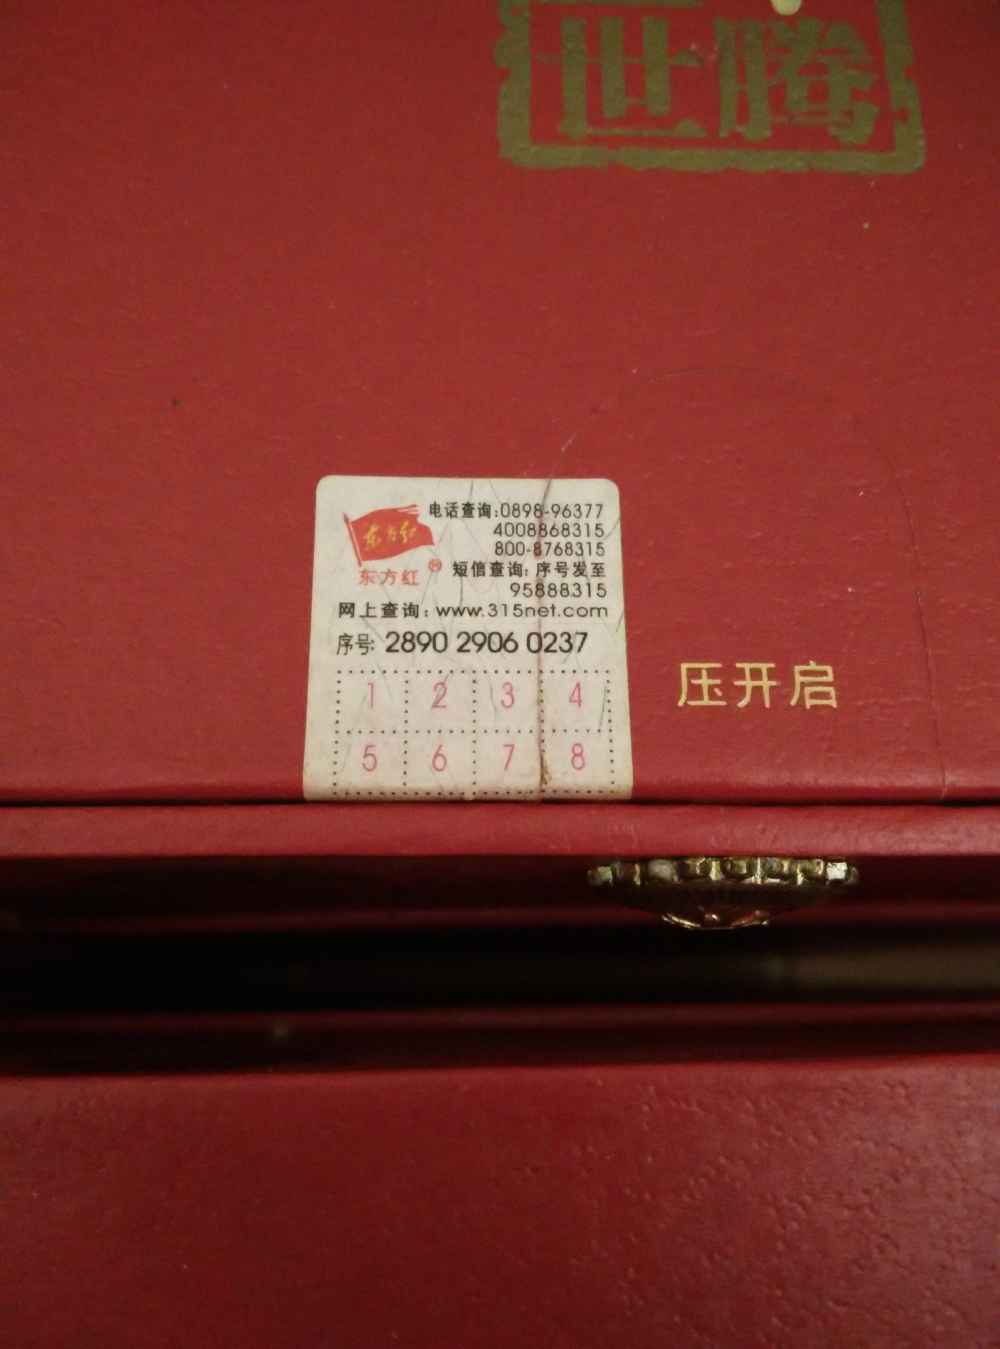 世腾
东方红
东方红®
电话查询:0898-96377
4008868315
800-8768315
短信查询:序号发至
95888315
网上查询:www.315net.com
序号:2890 2906 0237
1 2 3 4
5 6 7 8
压开启